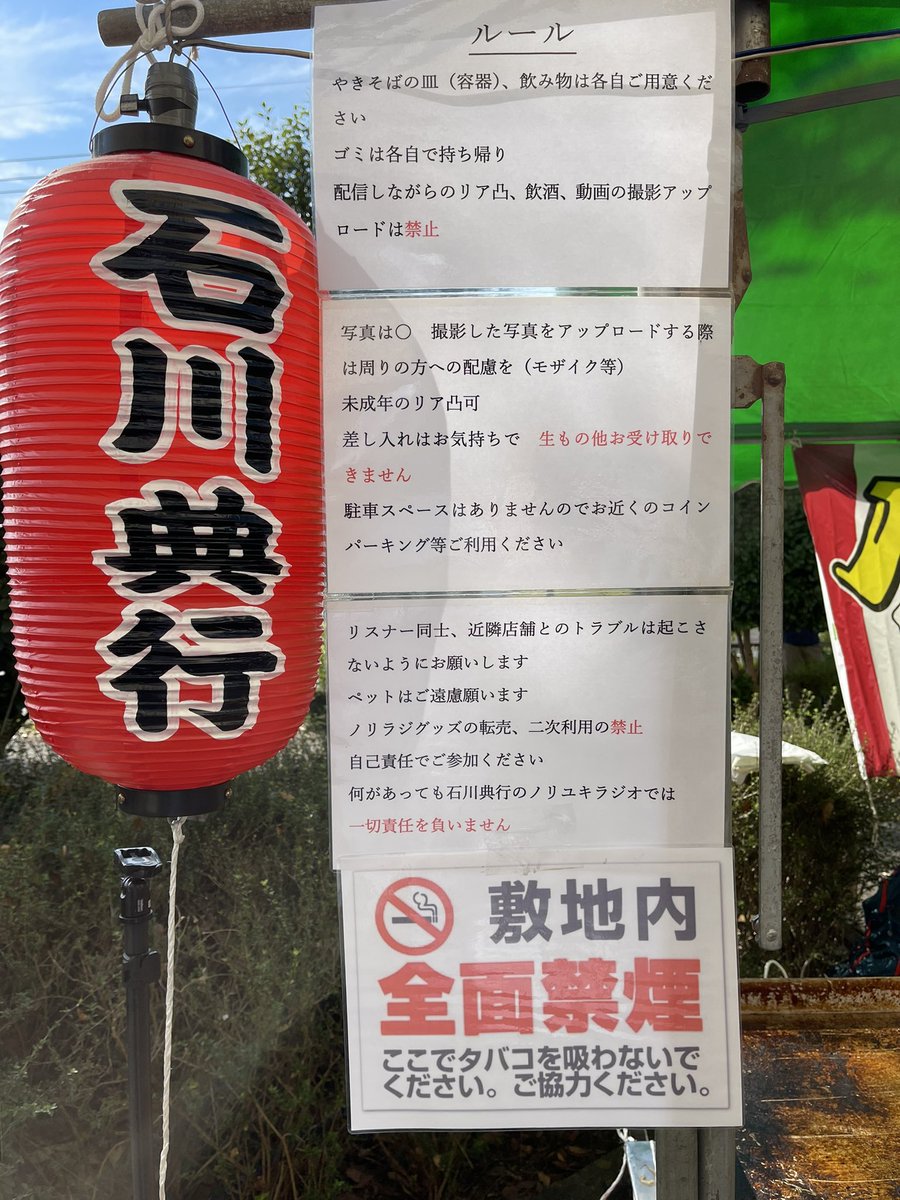 石川典行
ルール
やきそばの皿（容器）、飲み物は各自ご用意くだ
さい
ゴミは各自で持ち帰り
配信しながらのリア凸、飲酒、動画の撮影アップ
ロードは禁止
写真は〇　撮影した写真をアップロードする際
は周りの方への配慮を（モザイク等）
未成年のリア凸可
差し入れはお気持ちで　生もの他お受け取りで
きません
駐車スペースはありませんのでお近くのコイン
パーキング等ご利用ください
リスナー同士、近隣店舗とのトラブルは起こさ
ないようにお願いします
ペットはご遠慮願います
ノリラジグッズの転売、二次利用の禁止
自己責任でご参加ください
何があっても石川典行のノリユキラジオでは
一切責任を負いません
敷地内
全面禁煙
ここでタバコを吸わないで
ください。ご協力ください。